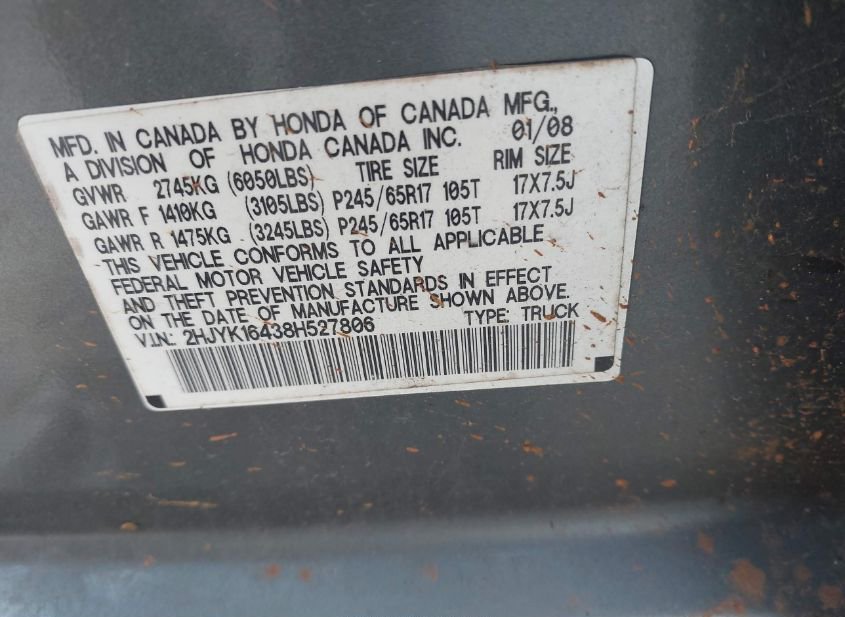 MFD. IN CANADA BY HONDA OF CANADA MFG.,
A DIVISION OF HONDA CANADA INC. 01/08
GVWR 2745KG (6050LBS) TIRE SIZE RIM SIZE
GAWR F 1410KG (3105LBS) P245/65R17 105T 17X7.5J
GAWR R 1475KG (3245LBS) P245/65R17 105T 17X7.5J
THIS VEHICLE CONFORMS TO ALL APPLICABLE
FEDERAL MOTOR VEHICLE SAFETY
AND THEFT PREVENTION STANDARDS IN EFFECT
ON THE DATE OF MANUFACTURE SHOWN ABOVE.
V.I.N.: 2HJYK16438H527806 TYPE: TRUCK